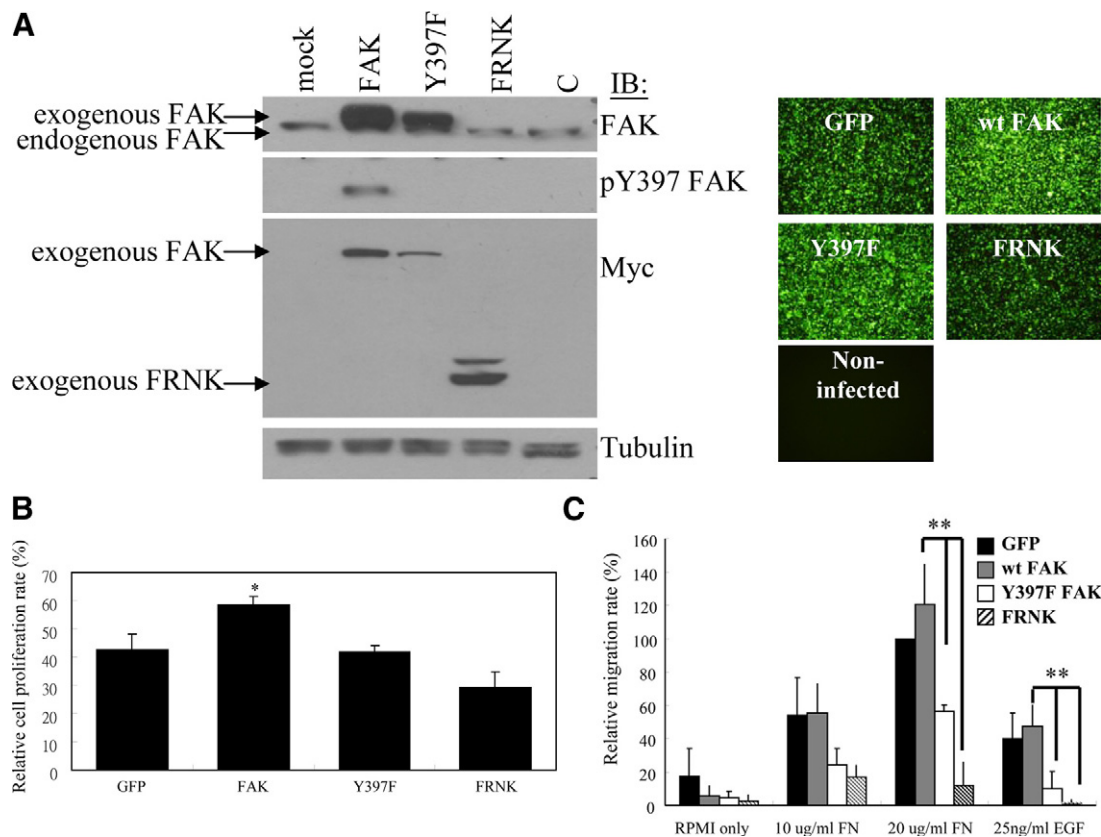 A
mock
FAK
Y397F
FRNK
C
IB:
exogenous FAK
endogenous FAK
FAK
pY397 FAK
exogenous FAK
Myc
exogenous FRNK
Tubulin
GFP
wt FAK
Y397F
FRNK
Non-
infected
B
Relative cell proliferation rate (%)
70
60
50
40
30
20
10
0
*
GFP
FAK
Y397F
FRNK
C
Relative migration rate (%)
160
140
120
100
80
60
40
20
0
**
**
GFP
wt FAK
Y397F FAK
FRNK
RPMI only
10 ug/ml FN
20 ug/ml FN
25ng/ml EGF